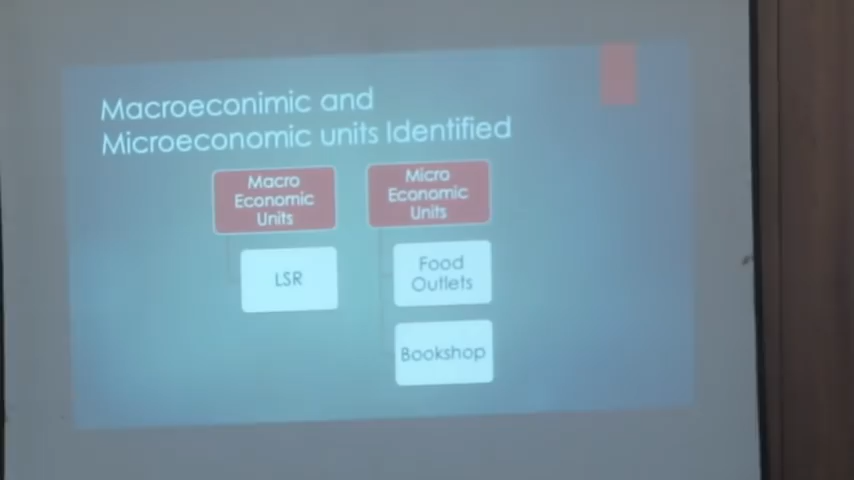 Macroeconimic and
Microeconomic units Identified
Macro
Economic
Units
LSR
Micro
Economic
Units
Food
Outlets
Bookshop